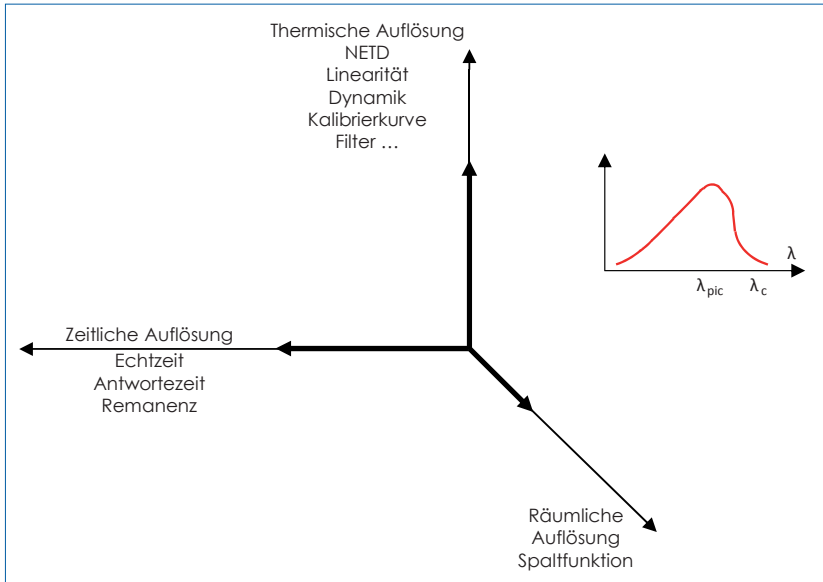 Thermische Auflösung
NETD
Linearität
Dynamik
Kalibrierkurve
Filter ...
λ
λpic
λc
Zeitliche Auflösung
Echtzeit
Antwortezeit
Remanenz
Räumliche
Auflösung
Spaltfunktion